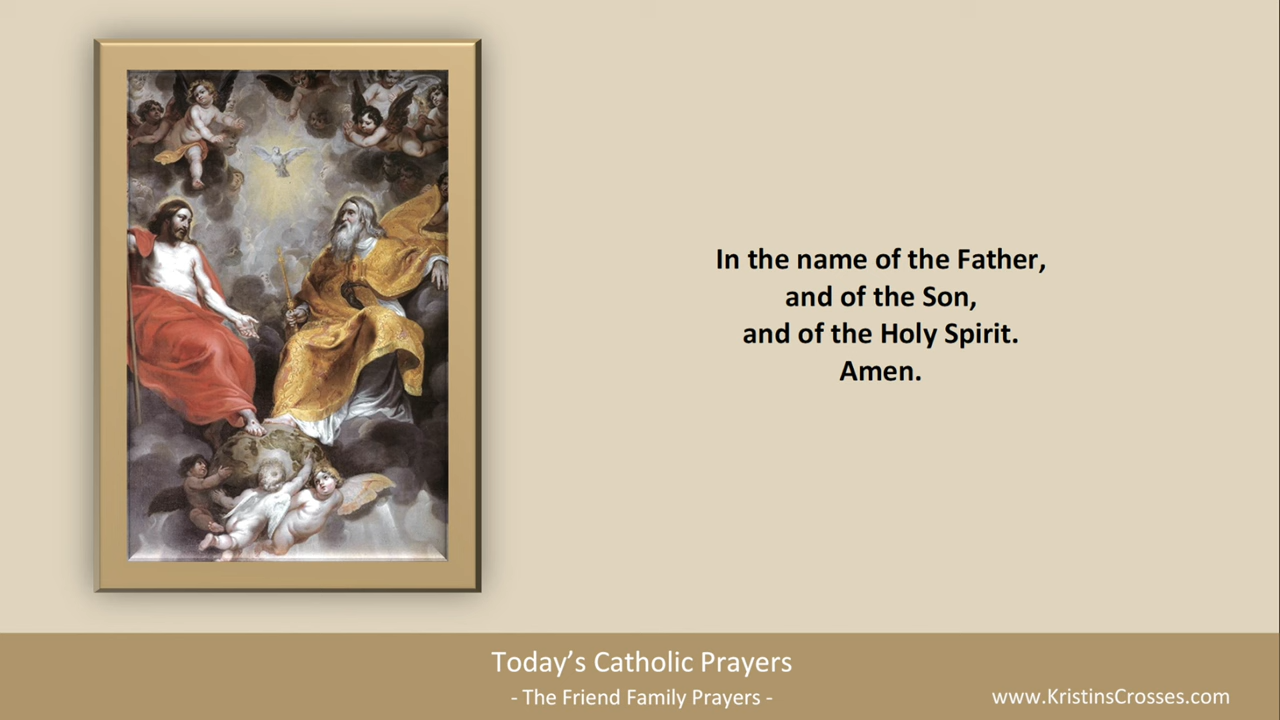 In the name of the Father,
and of the Son,
and of the Holy Spirit.
Amen.
Today’s Catholic Prayers
- The Friend Family Prayers -
www.KristinsCrosses.com